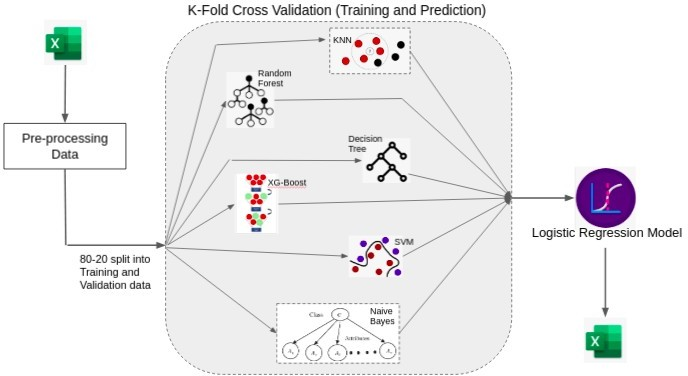 K-Fold Cross Validation (Training and Prediction)
X
KNN
Random
Forest
Pre-processing
Data
Decision
Tree
XG-Boost
Logistic Regression Model
SVM
80-20 split into
Training and
Validation data
Naive
Bayes
Class
C
Attributes
X